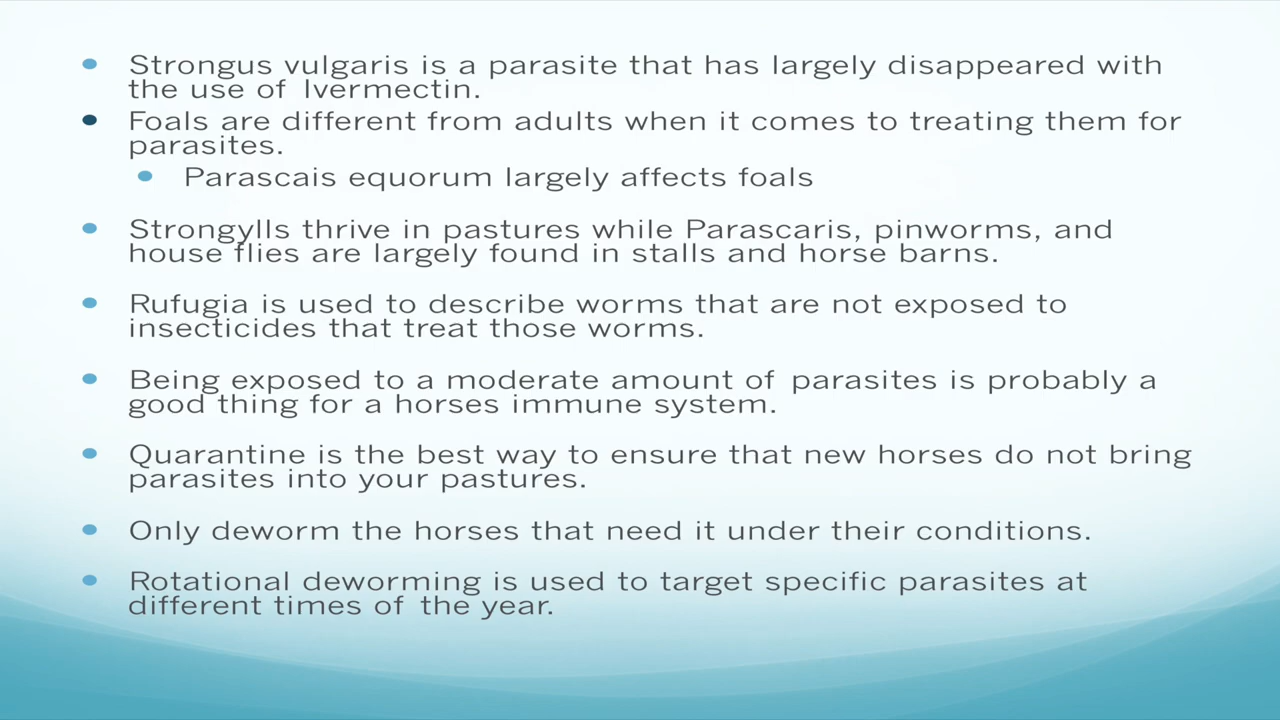 Strongus vulgaris is a parasite that has largely disappeared with
the use of Ivermectin.
Foals are different from adults when it comes to treating them for
parasites.
Parascais equorum largely affects foals
Strongylls thrive in pastures while Parascaris, pinworms, and
house flies are largely found in stalls and horse barns.
Rufugia is used to describe worms that are not exposed to
insecticides that treat those worms.
Being exposed to a moderate amount of parasites is probably a
good thing for a horses immune system.
Quarantine is the best way to ensure that new horses do not bring
parasites into your pastures.
Only deworm the horses that need it under their conditions.
Rotational deworming is used to target specific parasites at
different times of the year.